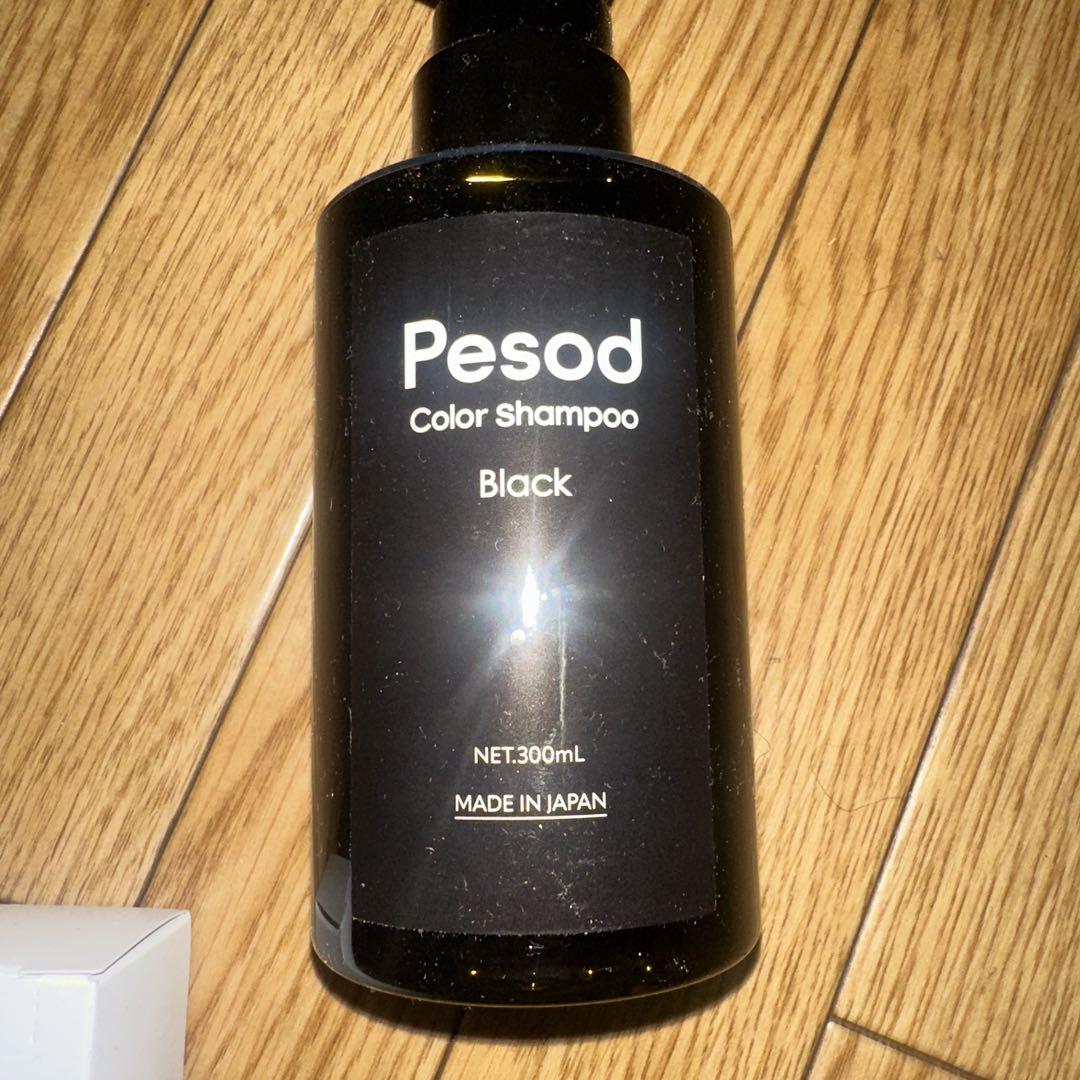 Pesod
Color Shampoo
Black
NET.300mL
MADE IN JAPAN